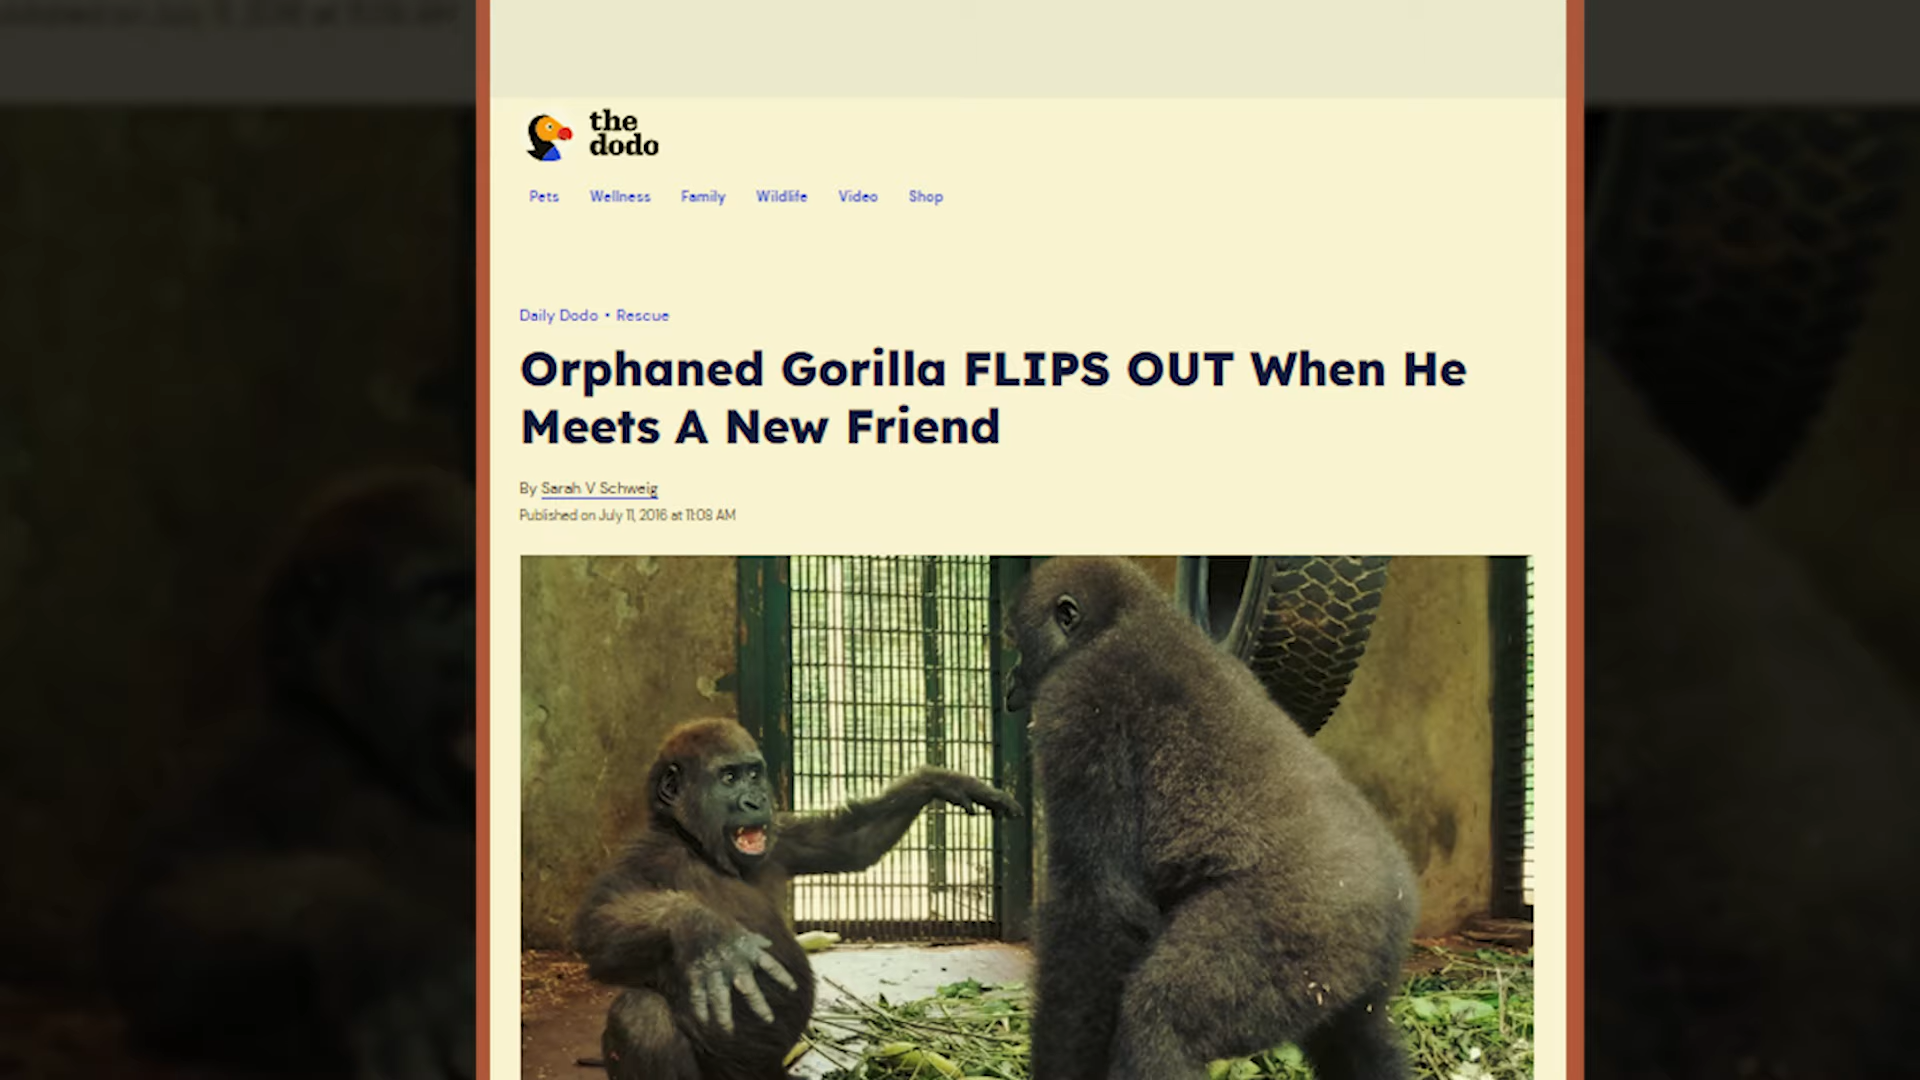 the
dodo
Pets Wellness Family Wildlife Video Shop
Daily Dodo • Rescue
Orphaned Gorilla FLIPS OUT When He
Meets A New Friend
By Sarah V Schweig
Published on July 11, 2016 at 11:08 AM